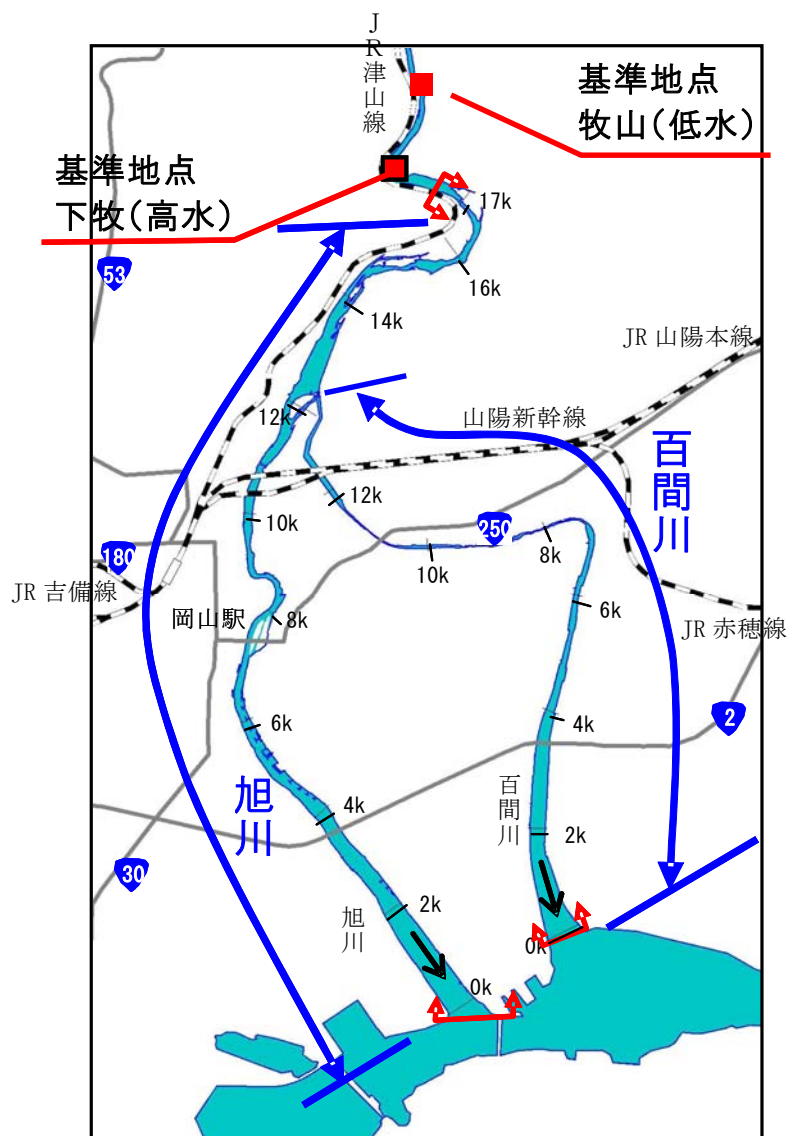 JR津山線
基準地点
牧山(低水)
基準地点
下牧(高水)
17k
53
16k
14k
JR 山陽本線
12k
山陽新幹線
百間川
12k
10k
250
8k
180
10k
JR 吉備線
6k
岡山駅
8k
JR 赤穂線
4k
2
6k
旭川
百間川
4k
2k
30
2k
旭川
0k
0k